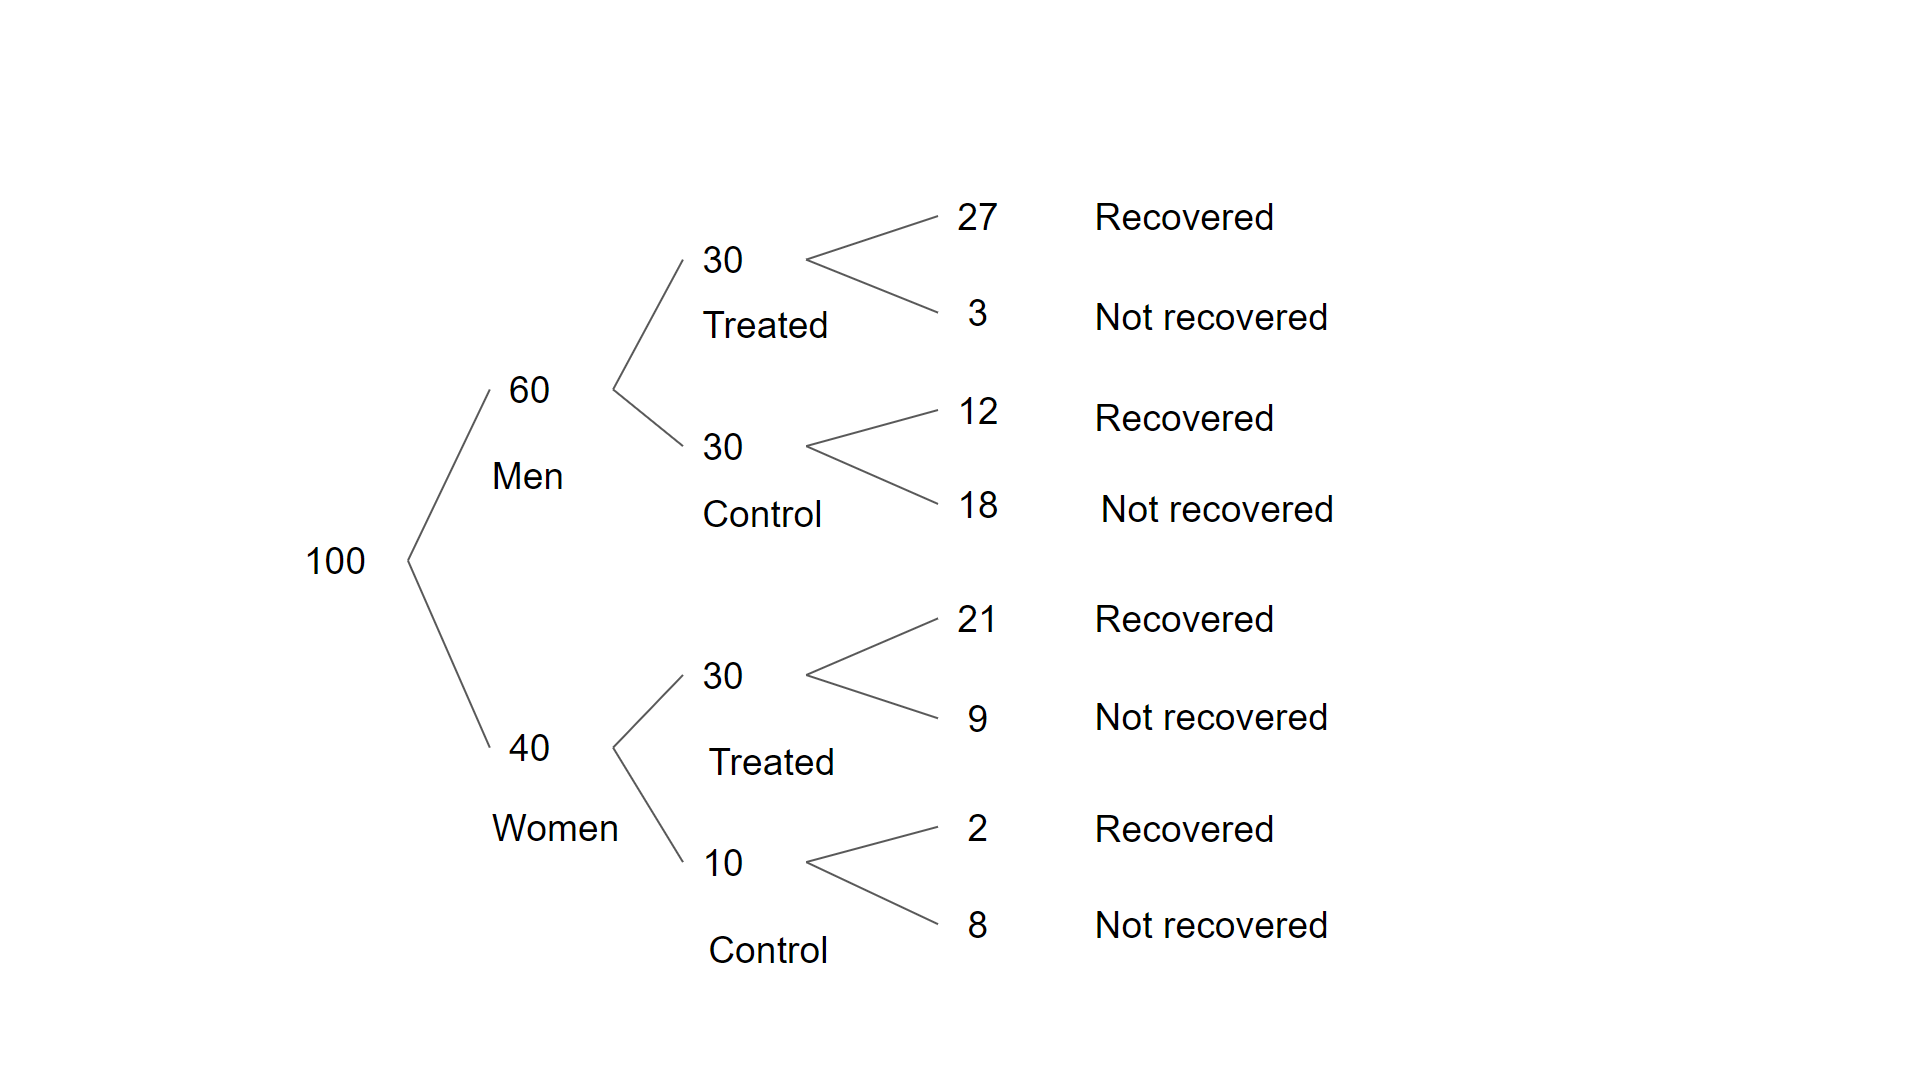 27 Recovered
30
Treated
3 Not recovered
60
Men
12 Recovered
30
Control
18 Not recovered
100
21 Recovered
30
Treated
9 Not recovered
40
Women
2 Recovered
10
Control
8 Not recovered